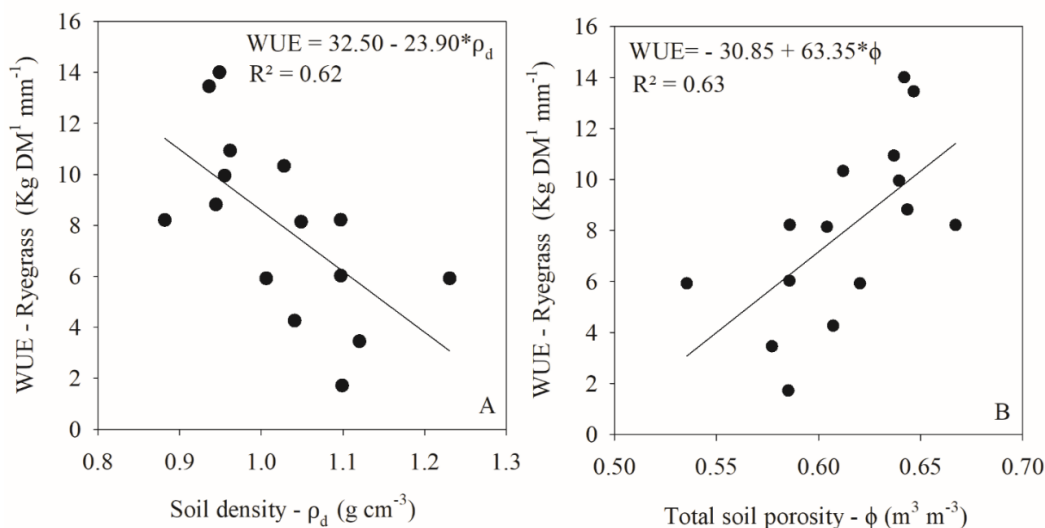 WUE - Ryegrass (Kg DM¹ mm⁻¹)
16
14
12
10
8
6
4
2
0
WUE = 32.50 - 23.90*ρd
R² = 0.62
A
0.8 0.9 1.0 1.1 1.2 1.3
Soil density - ρd (g cm⁻³)
WUE - Ryegrass (Kg DM¹ mm⁻¹)
16
14
12
10
8
6
4
2
0
WUE= - 30.85 + 63.35*ϕ
R² = 0.63
B
0.50 0.55 0.60 0.65 0.70
Total soil porosity - ϕ (m³ m⁻³)